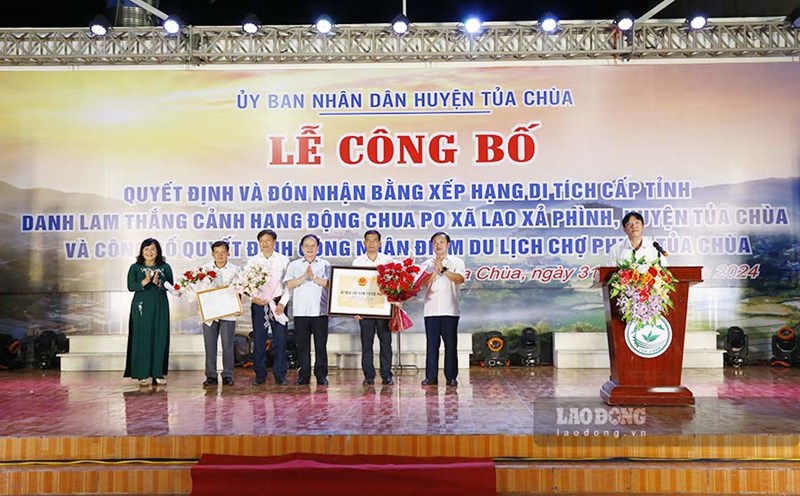 ỦY BAN NHÂN DÂN HUYỆN TỦA CHÙA
LỄ CÔNG BỐ
QUYẾT ĐỊNH VÀ ĐÓN NHẬN BẰNG XẾP HẠNG DI TÍCH CẤP TỈNH
DANH LAM THẮNG CẢNH HANG ĐỘNG CHUA PO XÃ LAO XẢ PHÌNH, HUYỆN TỦA CHÙA
VÀ CÔNG BỐ QUYẾT ĐỊNH CÔNG NHẬN ĐIỂM DU LỊCH CHỢ TỦA CHÙA
Chùa, ngày 2024
LAO ĐỘNG
laodong.vn